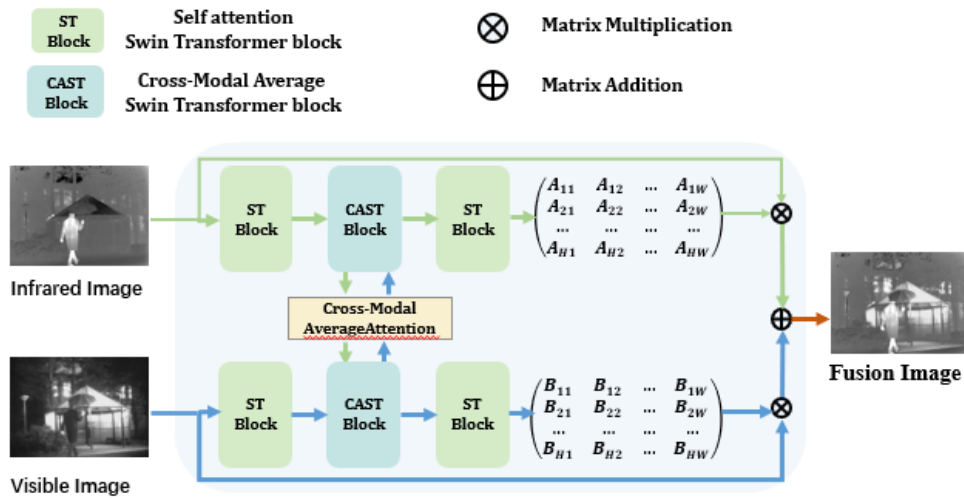 ST
Block
Self attention
Swin Transformer block
Matrix Multiplication
CAST
Block
Cross-Modal Average
Swin Transformer block
Matrix Addition
Infrared Image
ST
Block
CAST
Block
ST
Block
A11 A12 ... A1W
A21 A22 ... A2W
... ... ... ...
AH1 AH2 ... AHW
Cross-Modal
AverageAttention
Fusion Image
Visible Image
ST
Block
CAST
Block
ST
Block
B11 B12 ... B1W
B21 B22 ... B2W
... ... ... ...
BH1 BH2 ... BHW